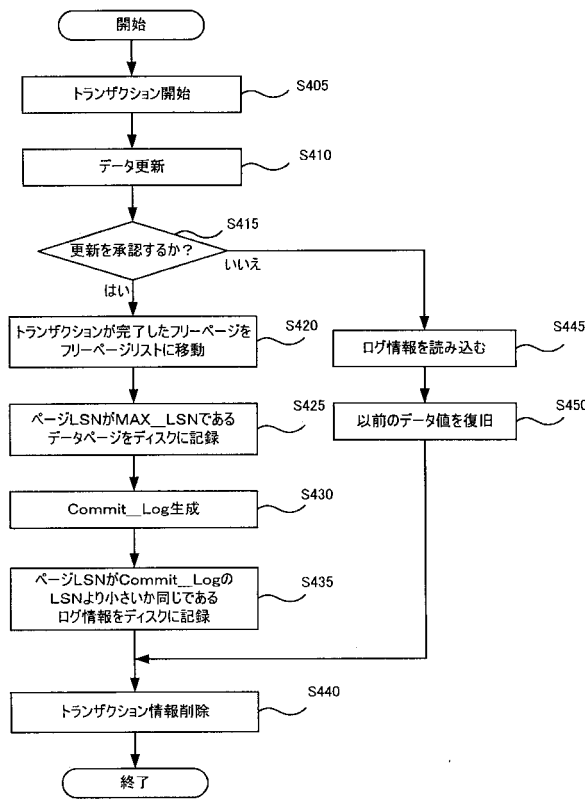 開始
トランザクション開始
S405
データ更新
S410
更新を承認するか？
S415
いいえ
はい
トランザクションが完了したフリーページを
フリーページリストに移動
S420
ログ情報を読み込む
S445
ページLSNがMAX__LSNである
データページをディスクに記録
S425
以前のデータ値を復旧
S450
Commit__Log生成
S430
ページLSNがCommit__Logの
LSNより小さいか同じである
ログ情報をディスクに記録
S435
トランザクション情報削除
S440
終了